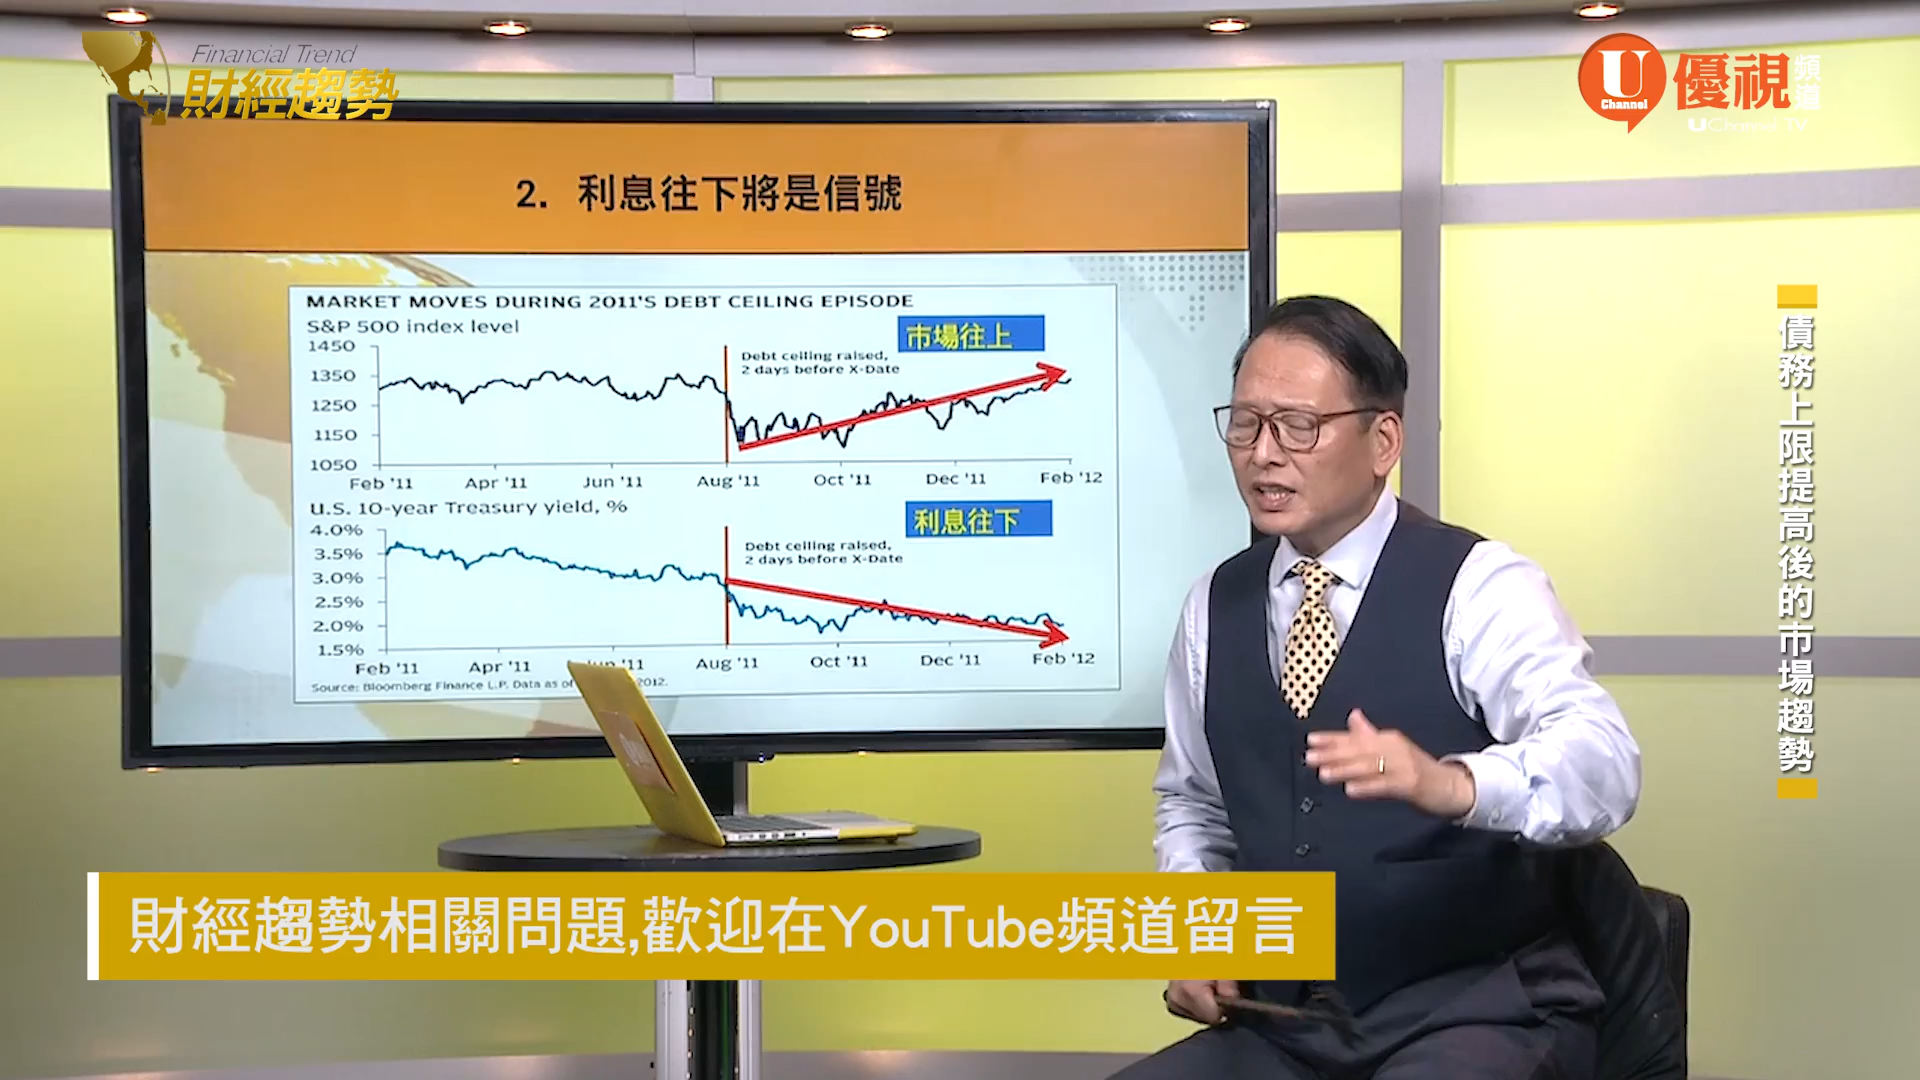 Financial Trend
財經趨勢
U
Channel
優視
頻道
UChannel TV
2. 利息往下將是信號
MARKET MOVES DURING 2011'S DEBT CEILING EPISODE
S&P 500 index level
市場往上
1450
1350
1250
1150
1050
Debt ceiling raised,
2 days before X-Date
Feb '11
Apr '11
Jun '11
Aug '11
Oct '11
Dec '11
Feb '12
U.S. 10-year Treasury yield, %
利息往下
4.0%
3.5%
3.0%
2.5%
2.0%
1.5%
Debt ceiling raised,
2 days before X-Date
Feb '11
Apr '11
Jun '11
Aug '11
Oct '11
Dec '11
Feb '12
Source: Bloomberg Finance L.P. Data as of
2012.
債務上限提高後的市場趨勢
財經趨勢相關問題,歡迎在YouTube頻道留言